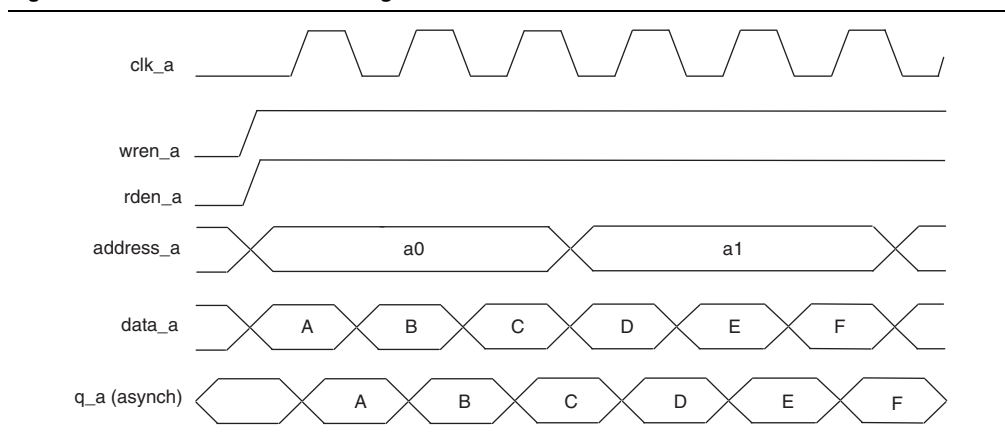 clk_a
wren_a
rden_a
address_a a0 a1
data_a A B C D E F
q_a (asynch) A B C D E F